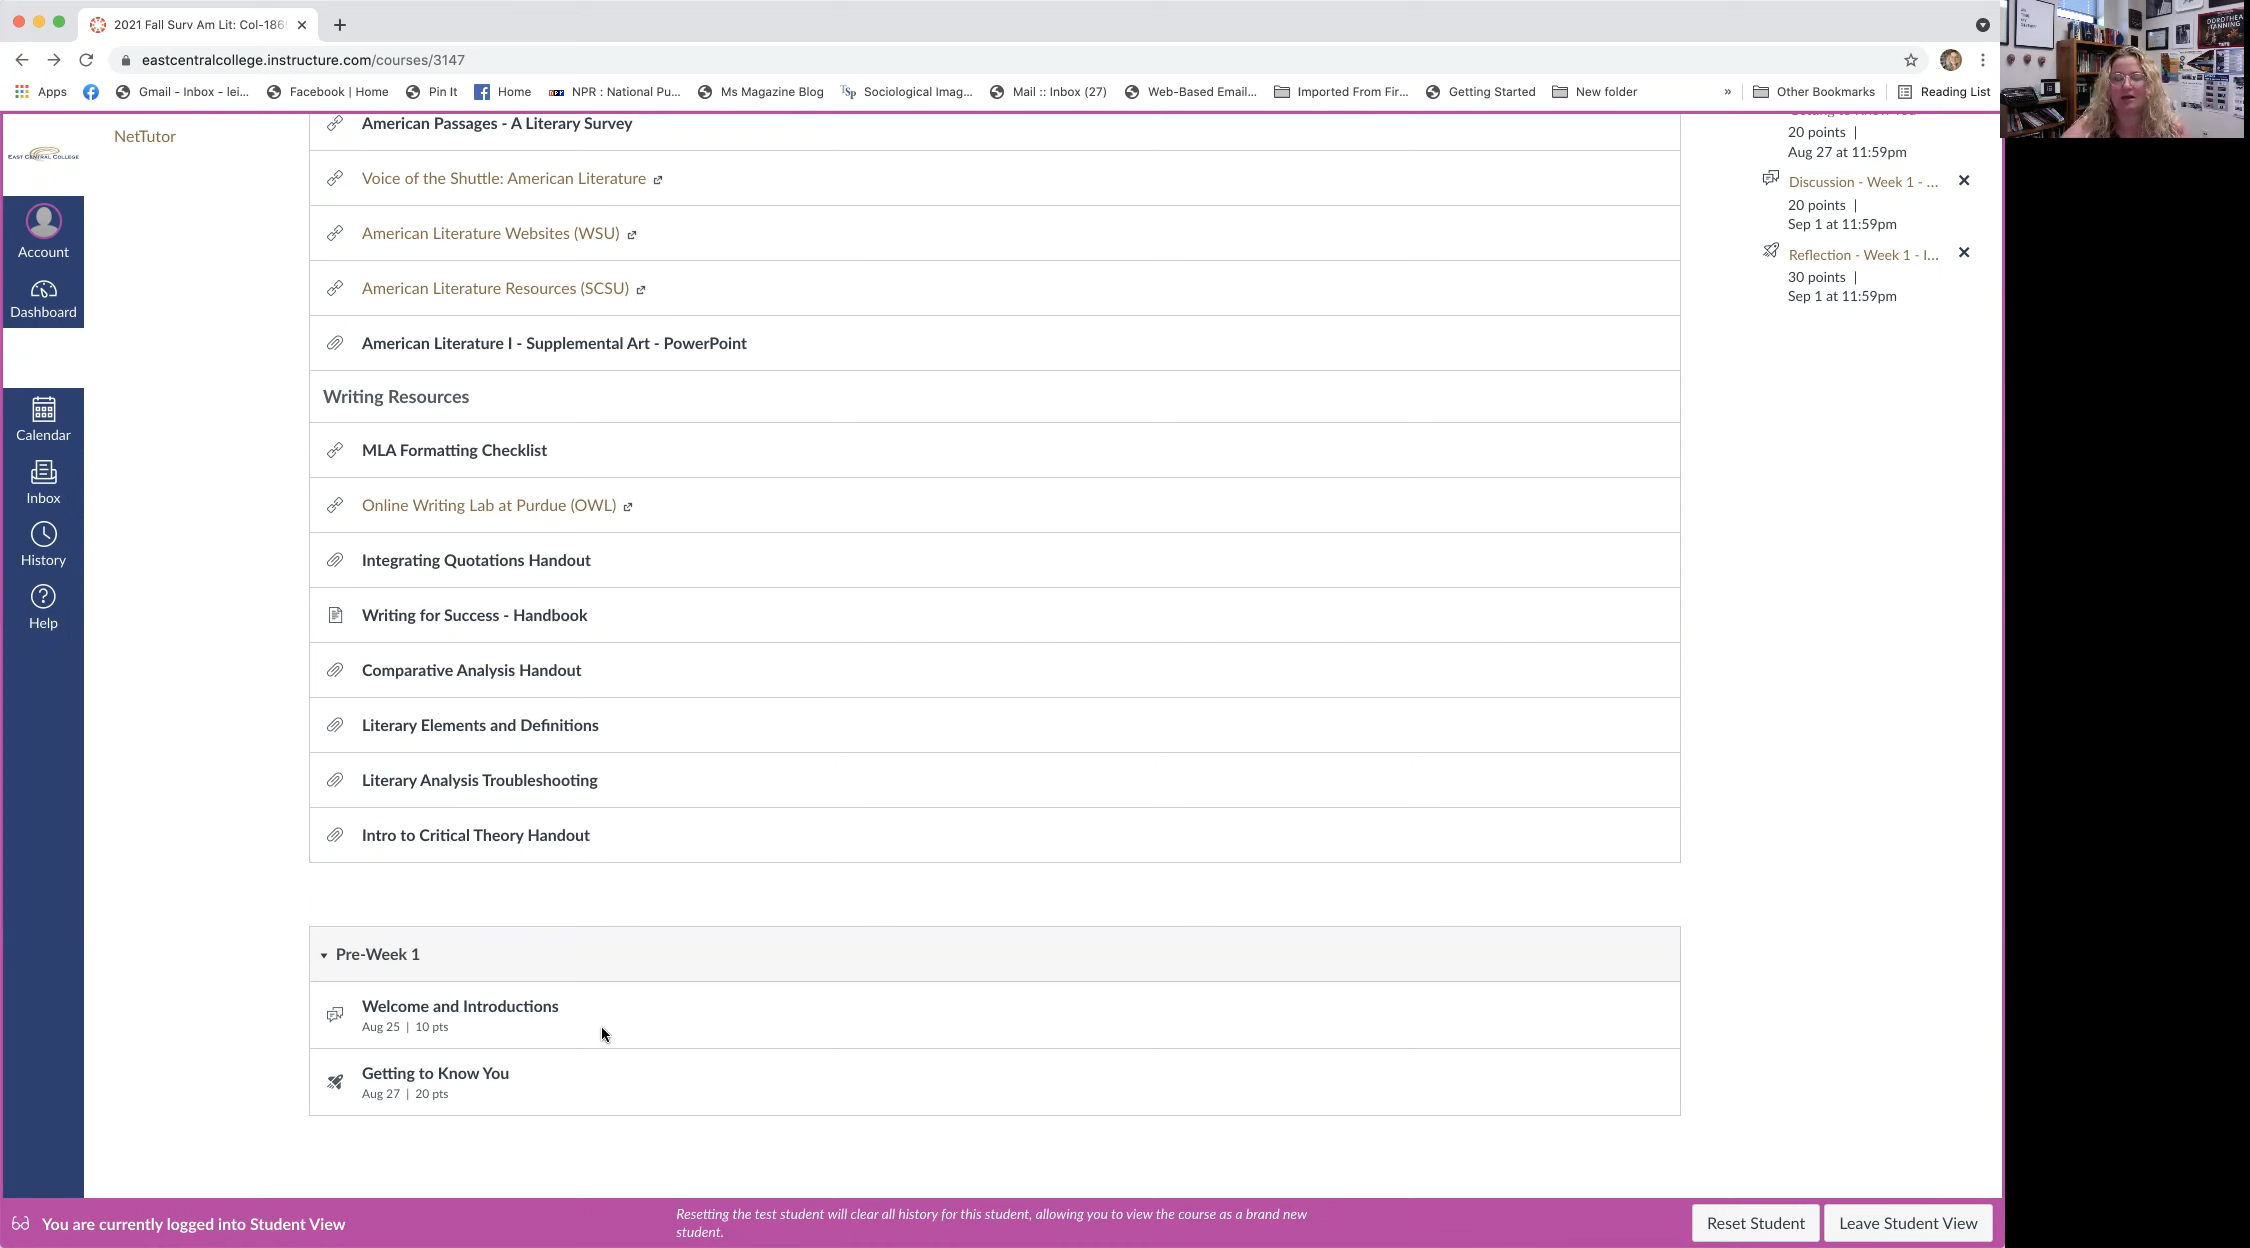 2021 Fall Surv Am Lit: Col-186
eastcentralcollege.instructure.com/courses/3147
Apps
Gmail - Inbox - lei...
Facebook | Home
Pin It
Home
NPR : National Pu...
Ms Magazine Blog
Sociological Imag...
Mail :: Inbox (27)
Web-Based Email...
Imported From Fir...
Getting Started
New folder
»
Other Bookmarks
Reading List
EAST CENTRAL COLLEGE
Account
Dashboard
Calendar
Inbox
History
Help
NetTutor
American Passages - A Literary Survey
Voice of the Shuttle: American Literature
American Literature Websites (WSU)
American Literature Resources (SCSU)
American Literature I - Supplemental Art - PowerPoint
Writing Resources
MLA Formatting Checklist
Online Writing Lab at Purdue (OWL)
Integrating Quotations Handout
Writing for Success - Handbook
Comparative Analysis Handout
Literary Elements and Definitions
Literary Analysis Troubleshooting
Intro to Critical Theory Handout
Pre-Week 1
Welcome and Introductions
Aug 25 | 10 pts
Getting to Know You
Aug 27 | 20 pts
20 points |
Aug 27 at 11:59pm
Discussion - Week 1 - ...
20 points |
Sep 1 at 11:59pm
Reflection - Week 1 - I...
30 points |
Sep 1 at 11:59pm
DOROTHEA
TANNING
You are currently logged into Student View
Resetting the test student will clear all history for this student, allowing you to view the course as a brand new
student.
Reset Student
Leave Student View